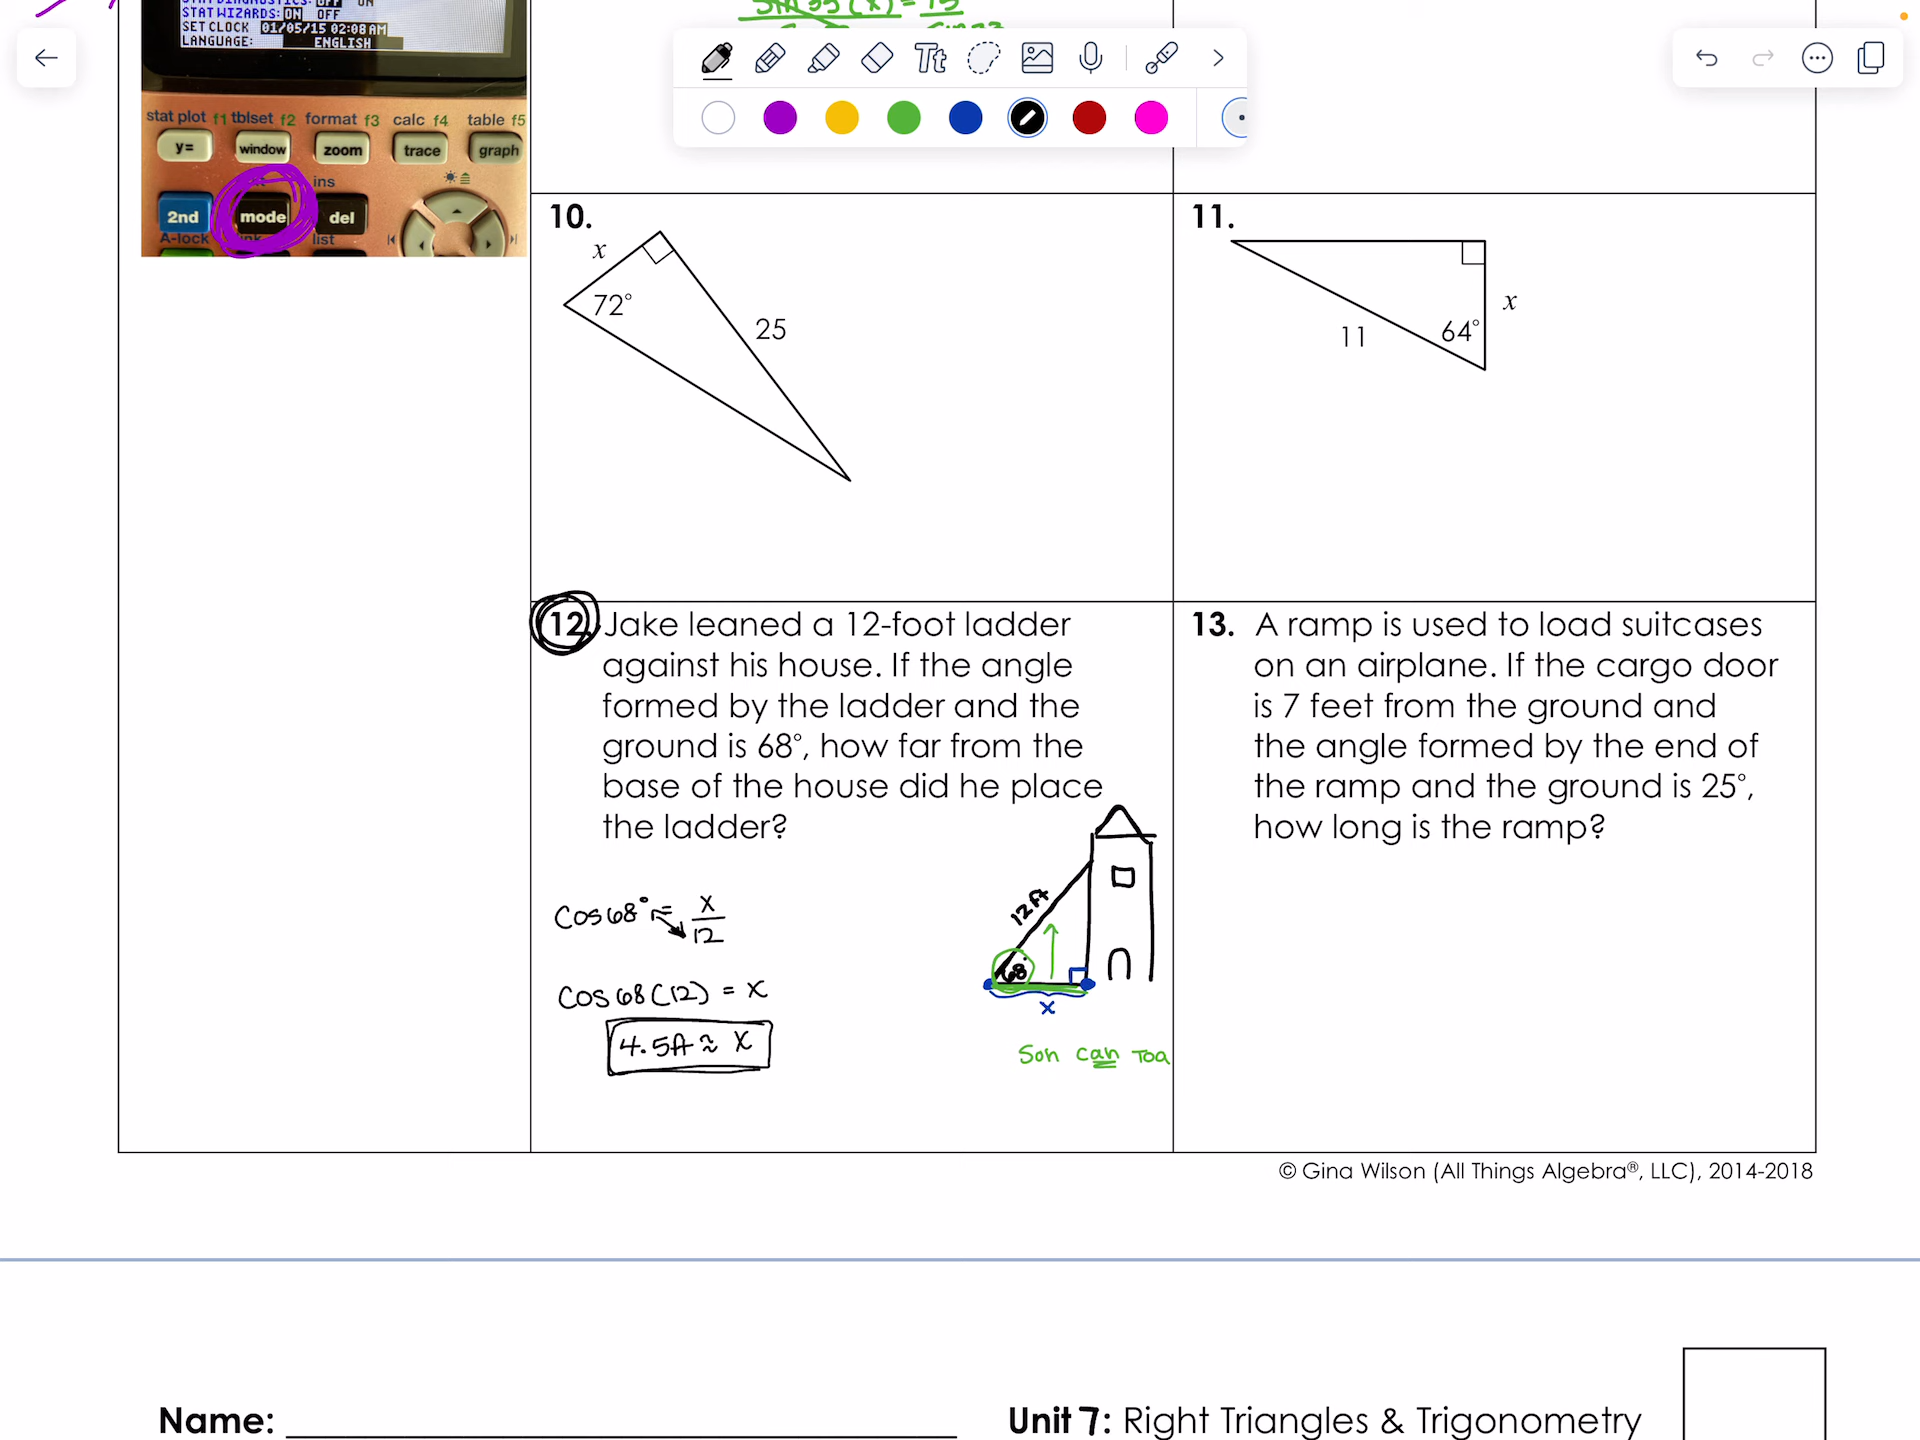 STAT WIZARDS: ON OFF
SET CLOCK 01/05/15 02:08AM
LANGUAGE: ENGLISH
stat plot f1 tblset f2 format f3 calc f4 table f5
y= window zoom trace graph
ins
2nd mode del
A-lock list
Tt
10.
x
72°
25
11.
x
11
64°
12. Jake leaned a 12-foot ladder
against his house. If the angle
formed by the ladder and the
ground is 68°, how far from the
base of the house did he place
the ladder?
Cos 68° = x
12
Cos 68 (12) = x
4.5ft ≈ x
12 ft
68°
x
Soh Cah Toa
13. A ramp is used to load suitcases
on an airplane. If the cargo door
is 7 feet from the ground and
the angle formed by the end of
the ramp and the ground is 25°,
how long is the ramp?
© Gina Wilson (All Things Algebra®, LLC), 2014-2018
Name:
Unit 7: Right Triangles & Trigonometry